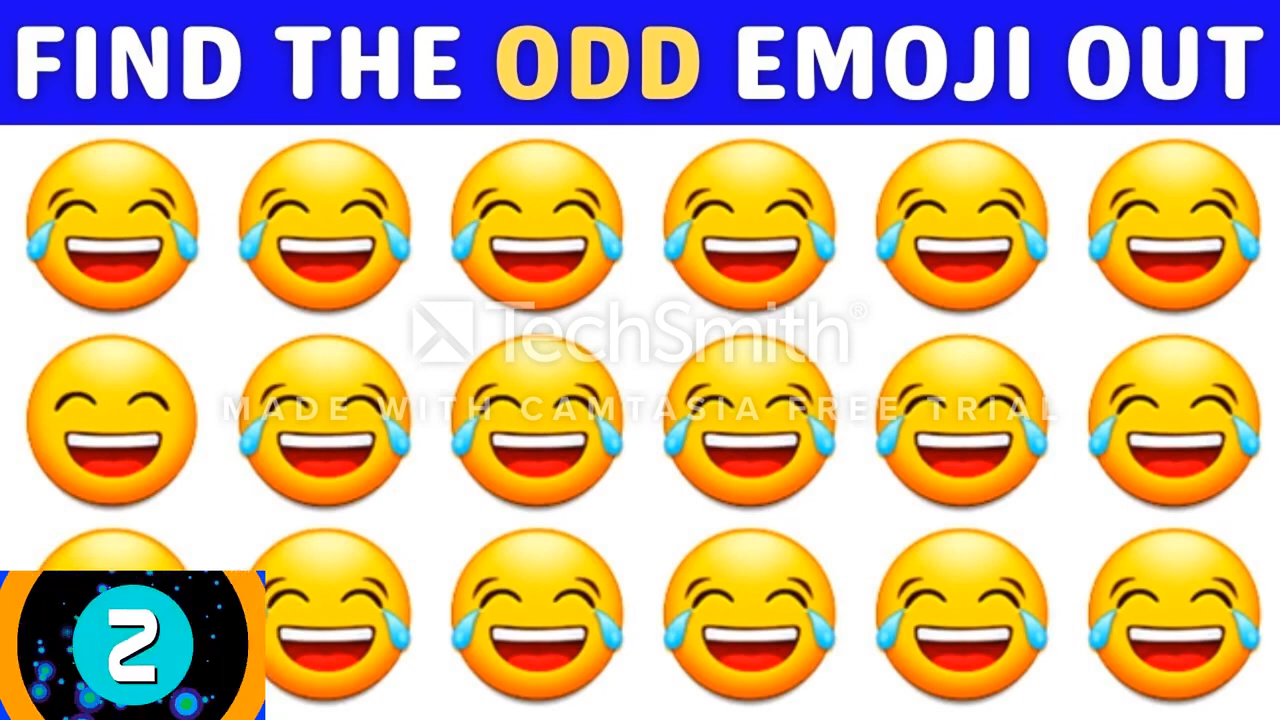 FIND THE ODD EMOJI OUT
TechSmith®
MADE WITH CAMTASIA FREE TRIAL
2